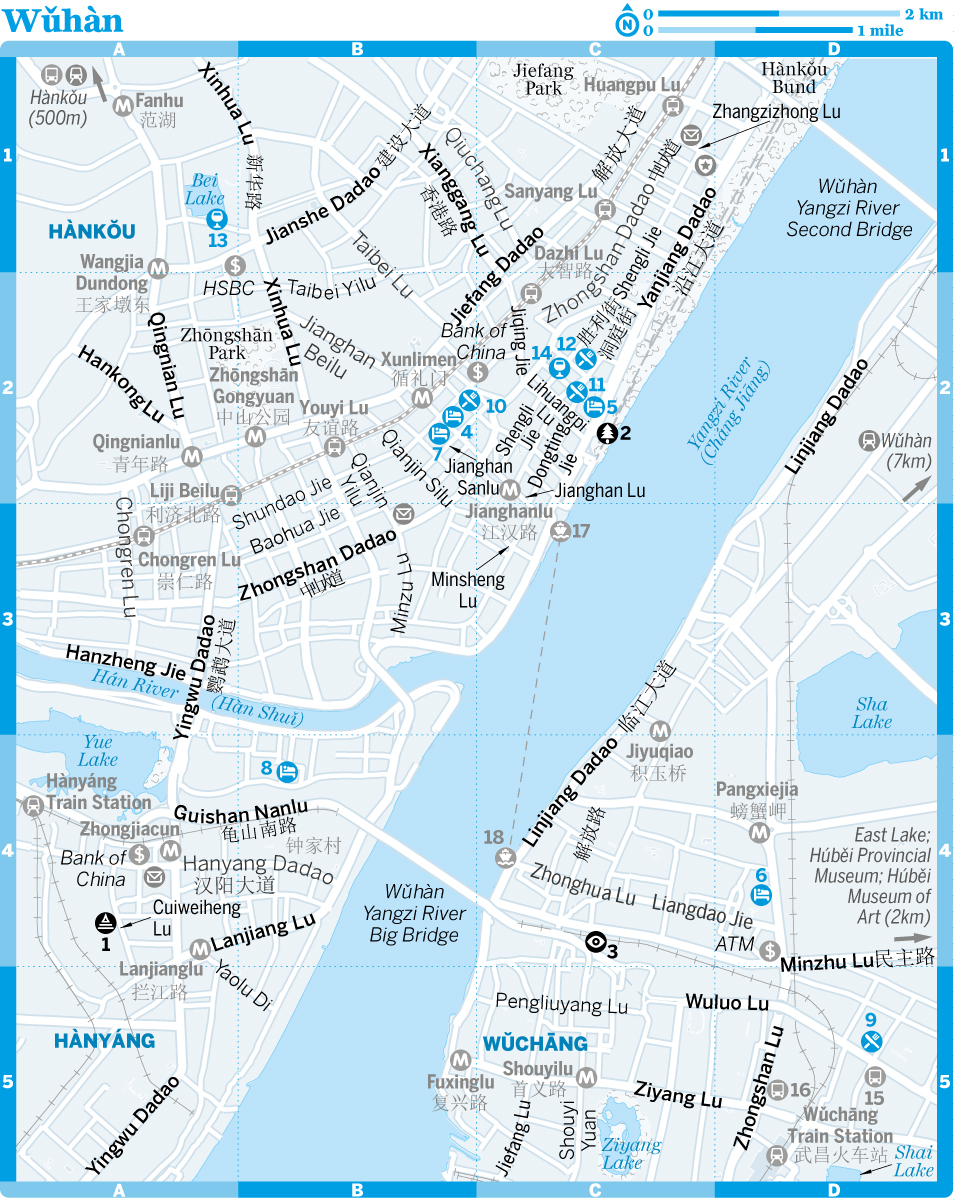 Wǔhàn
N
0
2 km
0
1 mile
A
B
C
D
1
Hànkǒu
(500m)
Fanhu
范湖
Xinhua Lu
新华路
Jiefang
Park
Huangpu Lu
Hànkǒu
Bund
Zhangzizhong Lu
Jianshe Dadao 建设大道
Xianggang Lu
香港路
Qiuchang Lu
Sanyang Lu
解放大道
Bei
Lake
13
HÀNKǑU
Wǔhàn
Yangzi River
Second Bridge
1
Taibei Lu
Jiefang Dadao
Dazhi Lu
大智路
Zhongshan Dadao
Shengli Jie
胜利街
Yanjiang Dadao
沿江大道
洞庭街
Wangjia
Dundong
王家墩东
HSBC
Xinhua Lu
Taibei Yilu
Jianghan
Beilu
Bank of
China
Jiqing Jie
Zhōngshān
Park
Qingnian Lu
Hankong Lu
Xunlimen
循礼门
14
12
11
5
2
2
10
4
7
Zhōngshān
Gongyuan
中山公园
Youyi Lu
友谊路
Lihuangpi
Lu
Shengli
Jie
Dongting
Jie
Yangzi River
(Cháng Jiāng)
Linjiang Dadao
Wǔhàn
(7km)
2
Qingnianlu
青年路
Qianjin Silu
Qianjin
Yilu
Jianghan
Sanlu
Jianghan Lu
Jianghanlu
江汉路
17
Liji Beilu
利济北路
Shundao Jie
Baohua Jie
Chongren Lu
崇仁路
Chongren Lu
Zhongshan Dadao
Minzu Lu
Minsheng
Lu
3
3
Hanzheng Jie
Yingwu Dadao
鹦鹉大道
Hán River
(Hàn Shuǐ)
Sha
Lake
Linjiang Dadao 临江大道
Jiyuqiao
积玉桥
Yue
Lake
8
Hànyáng
Train Station
Guishan Nanlu
龟山南路
钟家村
Zhongjiacun
Pangxiejia
螃蟹岬
解放路
18
4
Bank of
China
Hanyang Dadao
汉阳大道
Zhonghua Lu
Liangdao Jie
6
East Lake;
Húběi Provincial
Museum; Húběi
Museum of
Art (2km)
4
Cuiweiheng
Lu
1
Wǔhàn
Yangzi River
Big Bridge
3
ATM
Minzhu Lu民主路
Lanjiang Lu
Lanjianglu
拦江路
Yaolu Di
Pengliuyang Lu
Wuluo Lu
HÀNYÁNG
WǓCHĀNG
9
5
Fuxinglu
复兴路
Shouyilu
首义路
Ziyang Lu
Zhongshan Lu
16
15
5
Yingwu Dadao
Jiefang Lu
Shouyi
Yuan
Ziyang
Lake
Wǔchāng
Train Station
武昌火车站
Shai
Lake
A
B
C
D